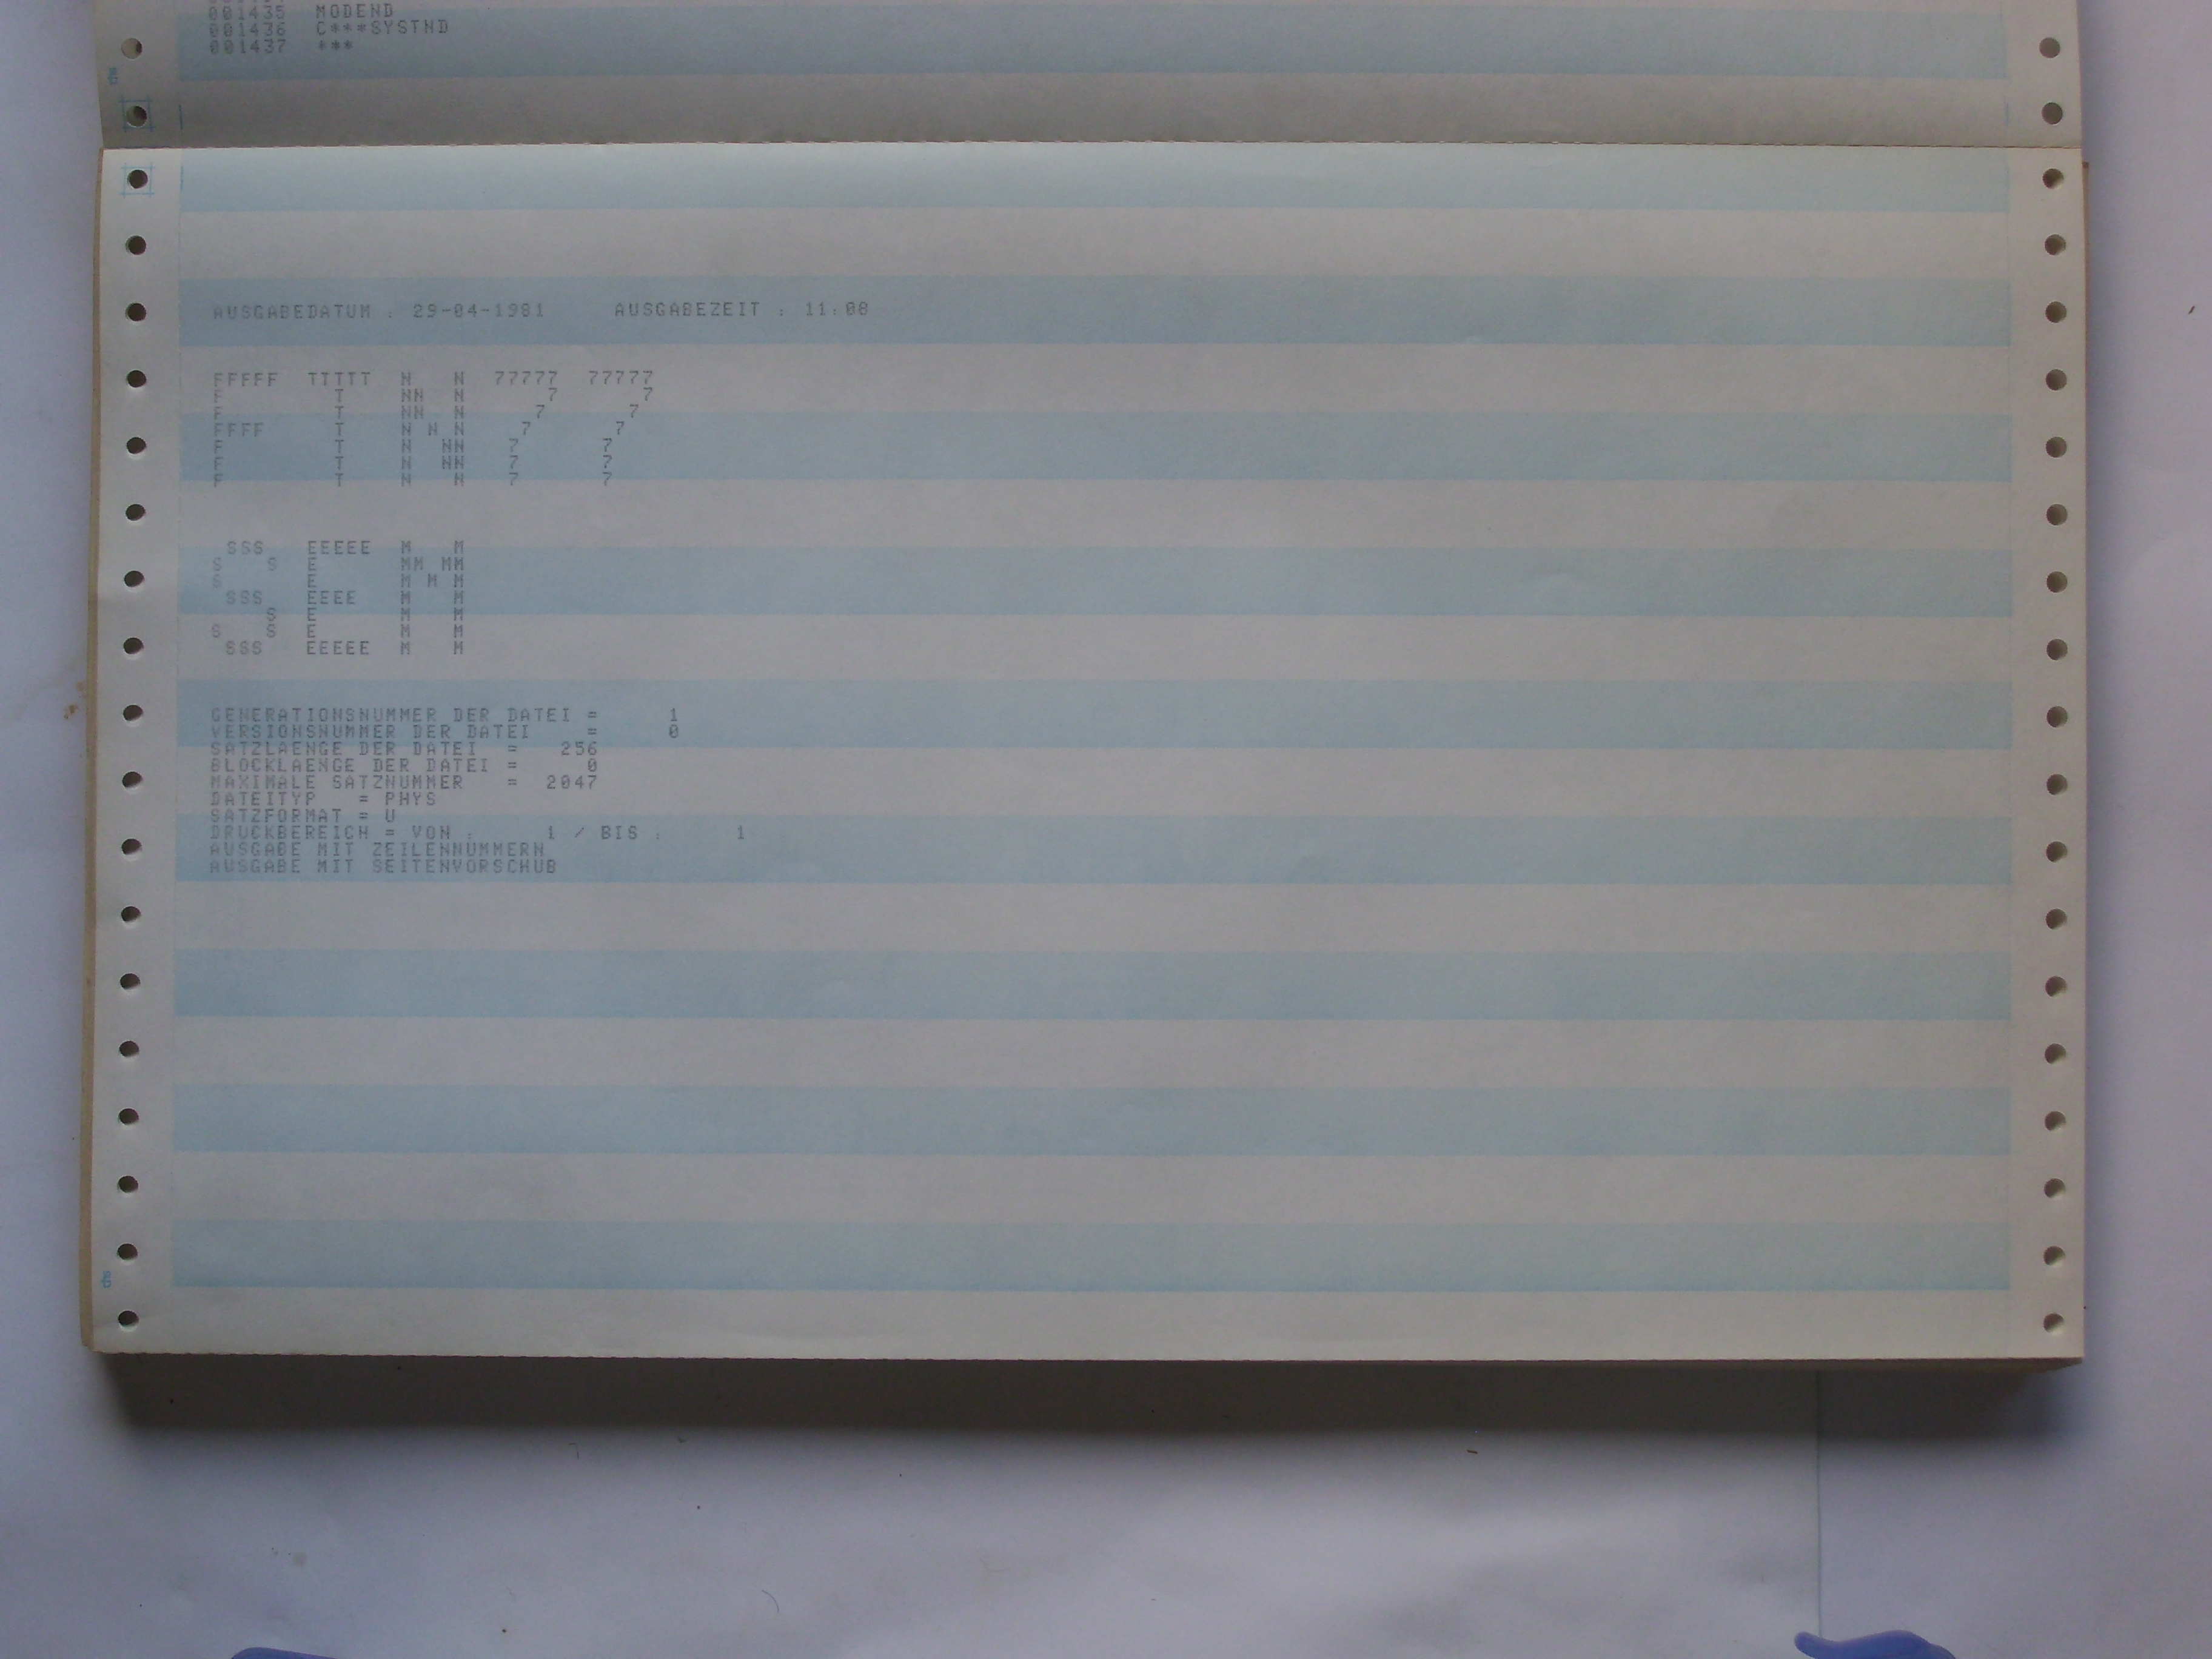 001435  MODEND
001436  C***SYSTND
001437  ***
AUSGABEDATUM : 29-04-1981     AUSGABEZEIT : 11:08
FFFFF  TTTTT  N   N  77777  77777
F        T    NN  N      7      7
F        T    NN  N     7      7
FFFF     T    N N N    7      7
F        T    N  NN   7      7
F        T    N  NN   7      7
F        T    N   N   7      7
 SSS   EEEEE  M   M
S   S  E      MM MM
S      E      M M M
 SSS   EEEE   M   M
    S  E      M   M
S   S  E      M   M
 SSS   EEEEE  M   M
GENERATIONSNUMMER DER DATEI =      1
VERSIONSNUMMER DER DATEI    =      0
SATZLAENGE DER DATEI  =   256
BLOCKLAENGE DER DATEI =     0
MAXIMALE SATZNUMMER   =  2047
DATEITYP   = PHYS
SATZFORMAT = U
DRUCKBEREICH = VON :      1 / BIS :      1
AUSGABE MIT ZEILENNUMMERN
AUSGABE MIT SEITENVORSCHUB